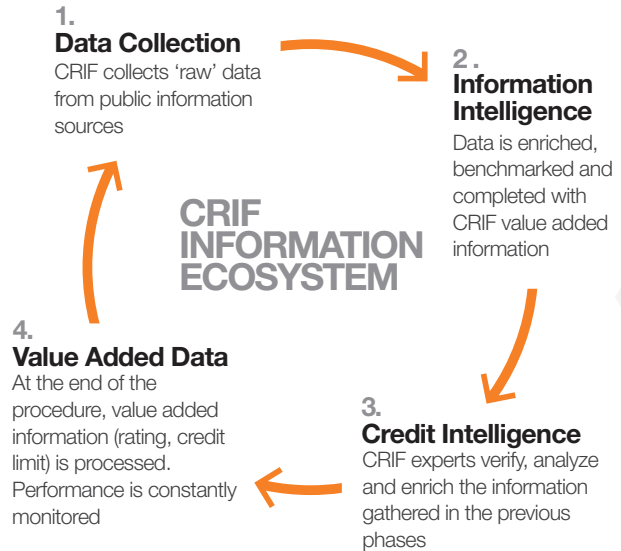 1.
Data Collection
CRIF collects ‘raw’ data
from public information
sources
2 .
Information
Intelligence
Data is enriched,
benchmarked and
completed with
CRIF value added
information
CRIF
INFORMATION
ECOSYSTEM
3.
Credit Intelligence
CRIF experts verify, analyze
and enrich the information
gathered in the previous
phases
4.
Value Added Data
At the end of the
procedure, value added
information (rating, credit
limit) is processed.
Performance is constantly
monitored